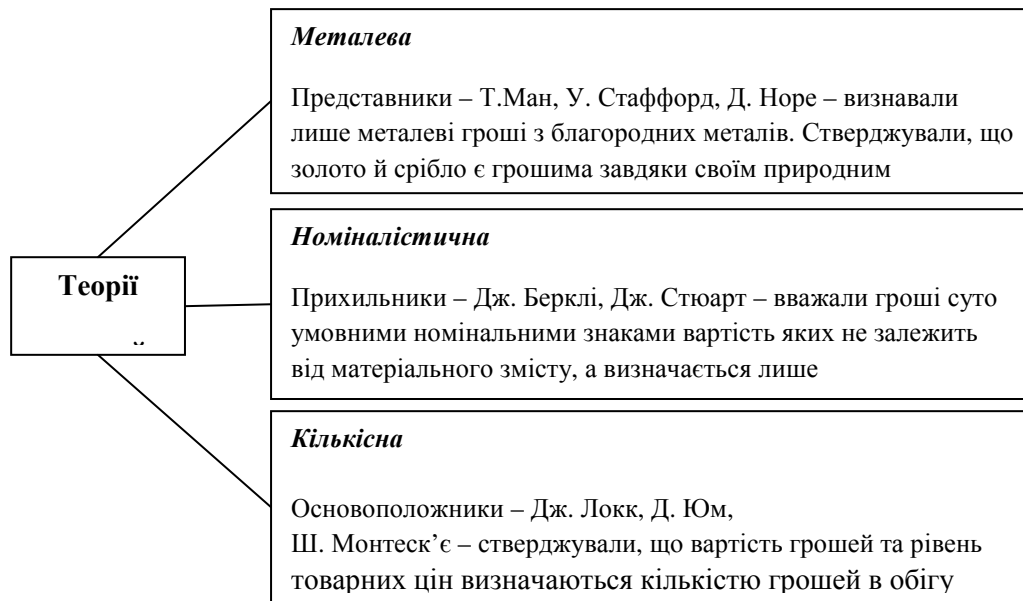 Металева
Представники – Т.Ман, У. Стаффорд, Д. Норе – визнавали
лише металеві гроші з благородних металів. Стверджували, що
золото й срібло є грошима завдяки своїм природним
Номіналістична
Прихильники – Дж. Берклі, Дж. Стюарт – вважали гроші суто
умовними номінальними знаками вартість яких не залежить
від матеріального змісту, а визначається лише
Теорії
Кількісна
Основоположники – Дж. Локк, Д. Юм,
Ш. Монтеск’є – стверджували, що вартість грошей та рівень
товарних цін визначаються кількістю грошей в обігу